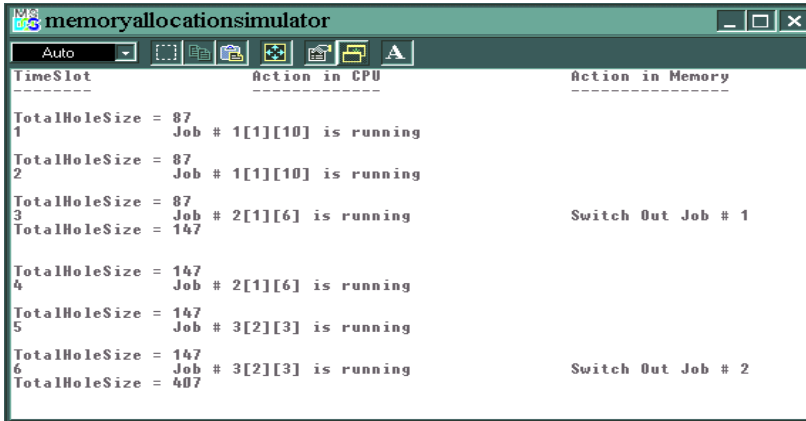 memoryallocationsimulator
Auto
A
TimeSlot Action in CPU Action in Memory
-------- ------------- ----------------
TotalHoleSize = 87
1 Job # 1[1][10] is running
TotalHoleSize = 87
2 Job # 1[1][10] is running
TotalHoleSize = 87
3 Job # 2[1][6] is running Switch Out Job # 1
TotalHoleSize = 147
TotalHoleSize = 147
4 Job # 2[1][6] is running
TotalHoleSize = 147
5 Job # 3[2][3] is running
TotalHoleSize = 147
6 Job # 3[2][3] is running Switch Out Job # 2
TotalHoleSize = 407